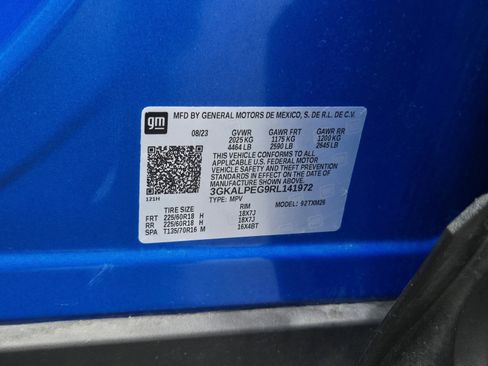 gm
MFD BY GENERAL MOTORS DE MEXICO, S. DE R.L. DE C.V.
08/23 GVWR GAWR FRT GAWR RR
2025 KG 1175 KG 1200 KG
4464 LB 2590 LB 2645 LB
THIS VEHICLE CONFORMS TO ALL
APPLICABLE U.S. FEDERAL MOTOR
VEHICLE SAFETY AND THEFT PREVENTION
STANDARDS IN EFFECT ON THE DATE OF
MANUFACTURE SHOWN ABOVE.
3GKALPEG9RL141972
121H TYPE: MPV MODEL: 92TXM26
TIRE SIZE RIM
FRT 225/60R18 H 18X7J
RR 225/60R18 H 18X7J
SPA T135/70R16 M 16X4BT